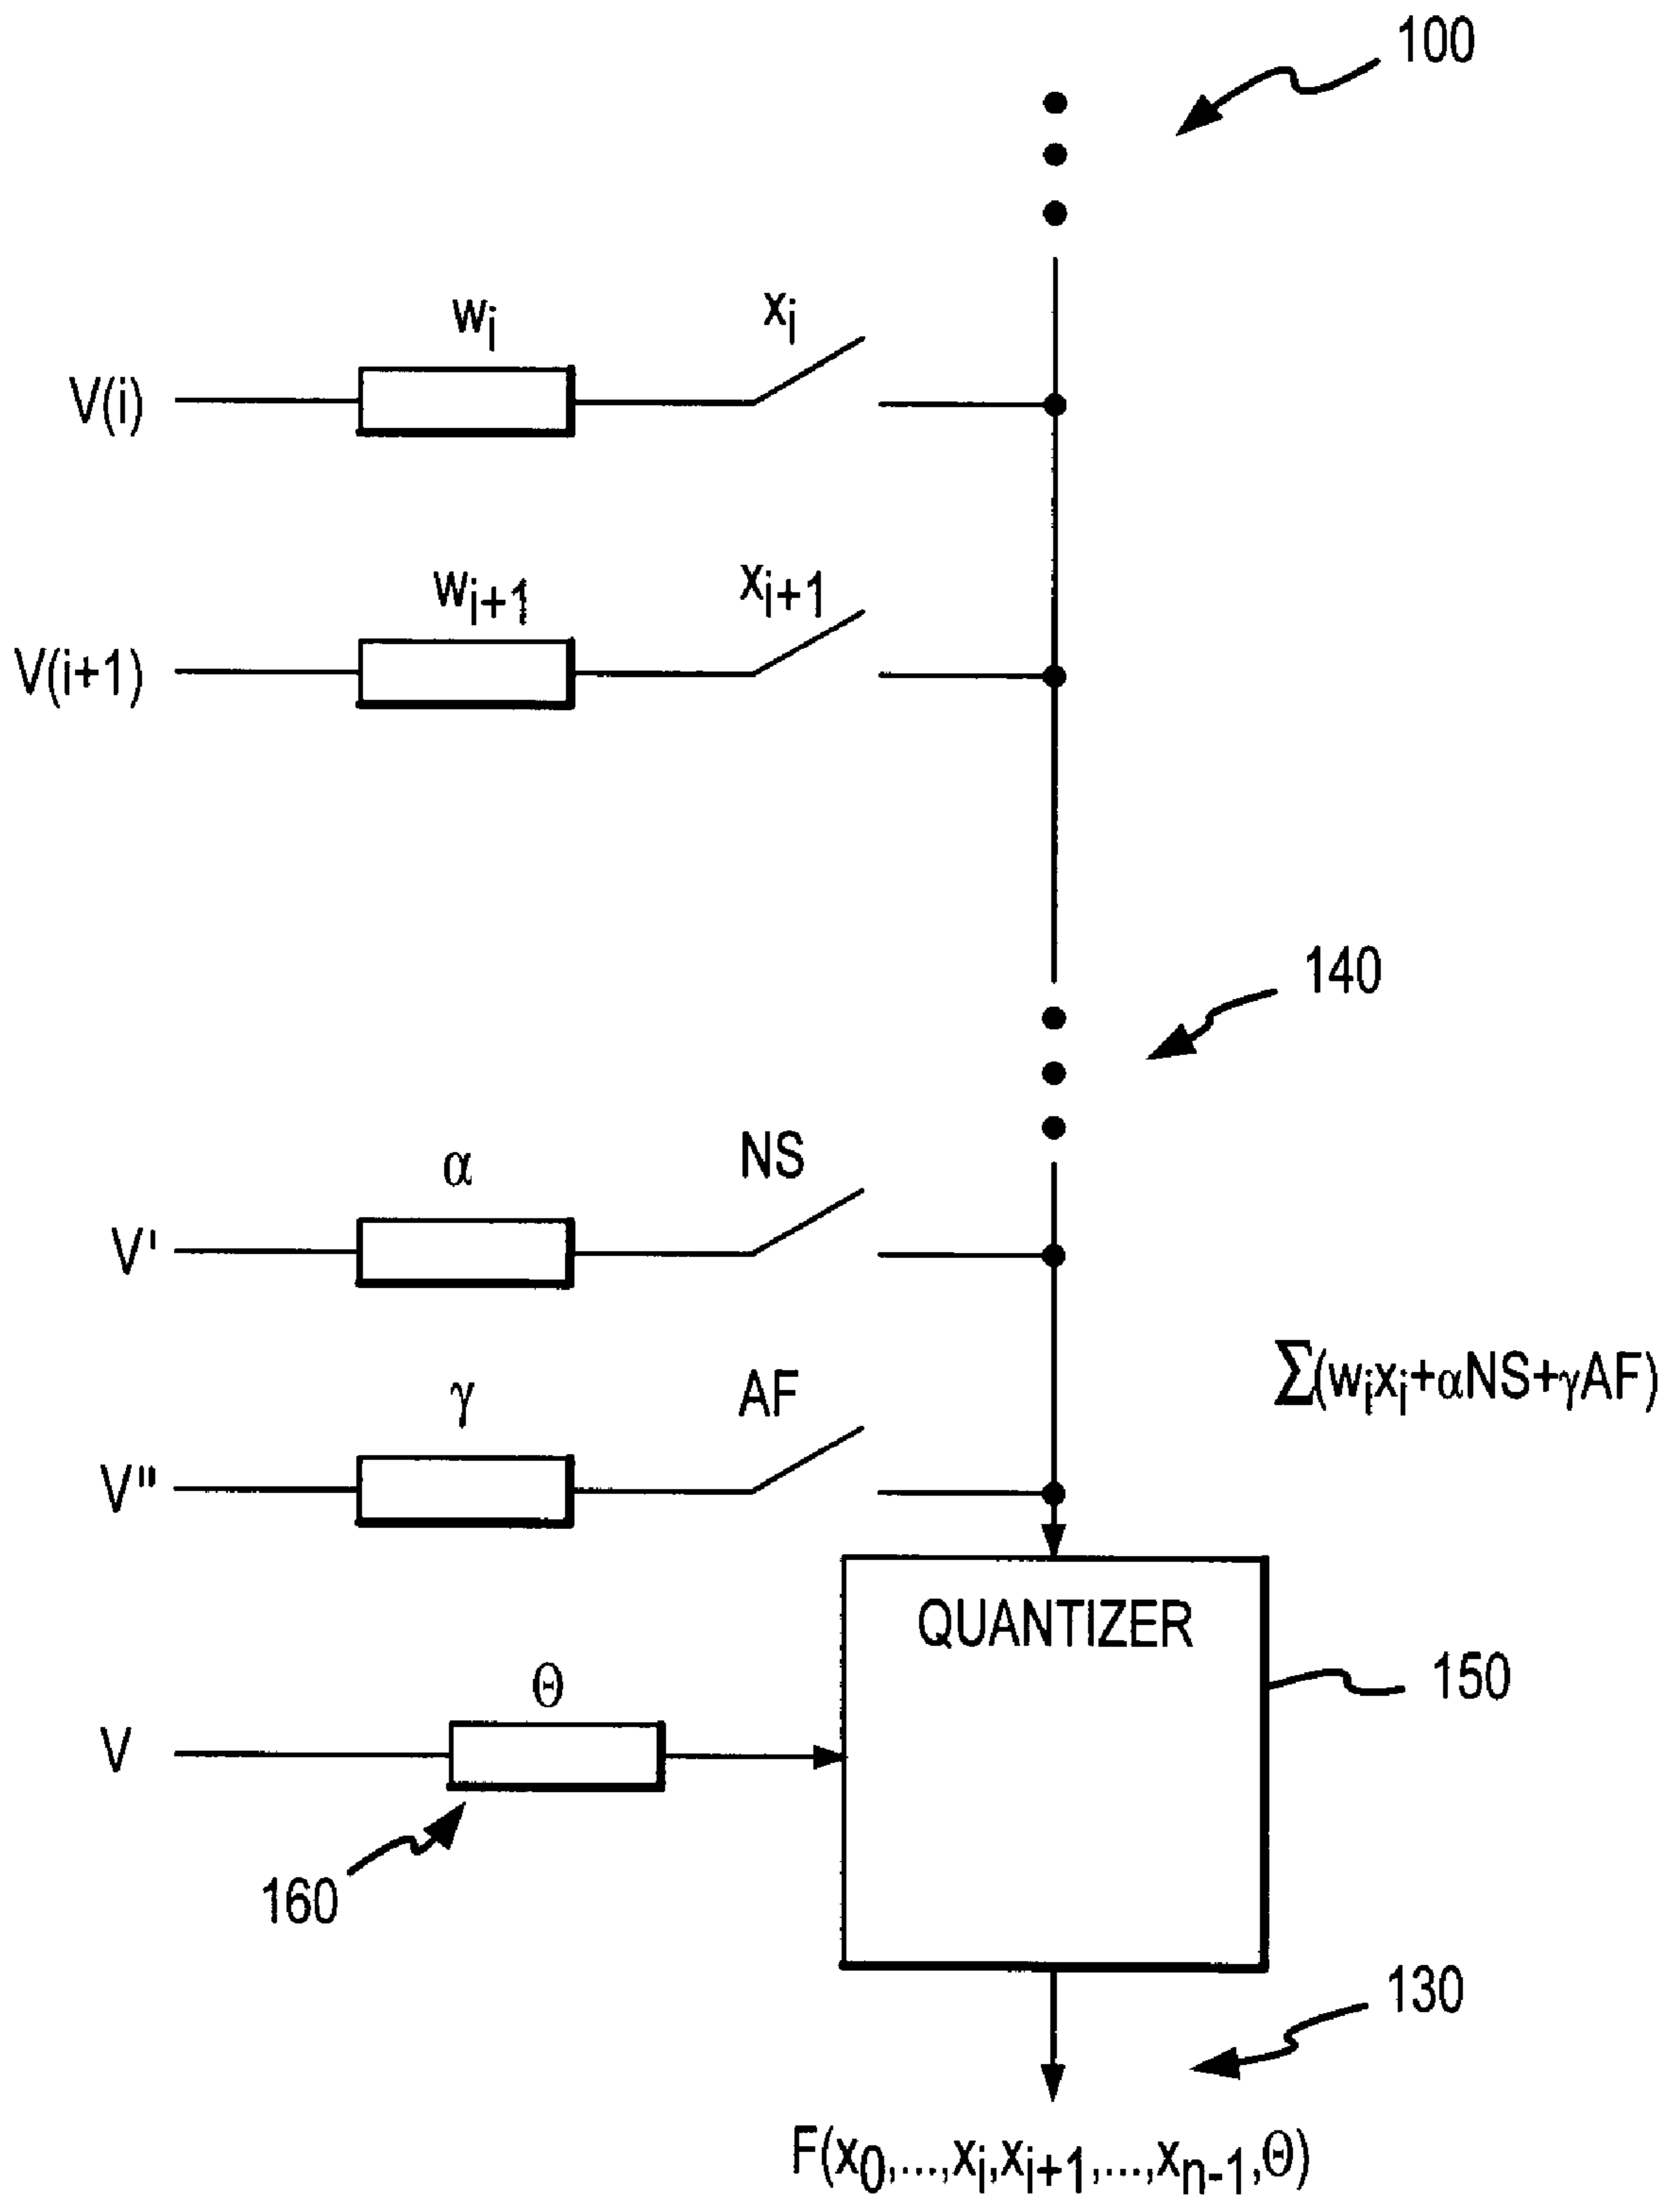 100
wi xi
V(i)
wi+1 xi+1
V(i+1)
140
α NS
V'
γ AF
V"
Σ(wixi+αNS+γAF)
QUANTIZER
150
Θ
V
160
130
F(x0,...,xi,xi+1,...,xn-1,Θ)